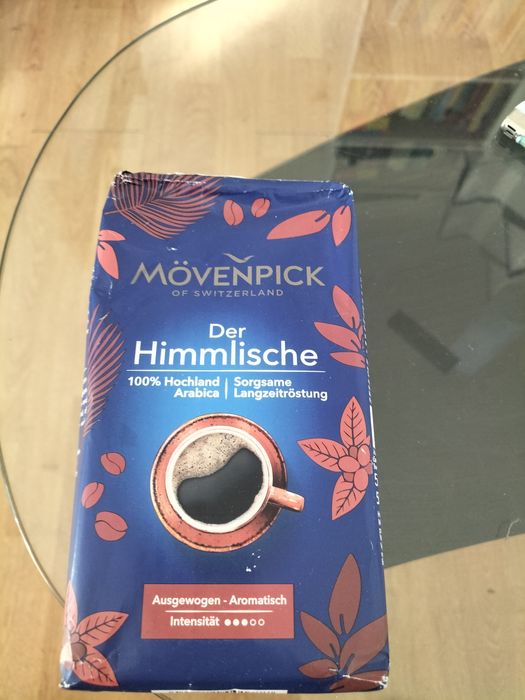 MÖVENPICK
OF SWITZERLAND
Der
Himmlische
100% Hochland
Arabica
Sorgsame
Langzeitröstung
Ausgewogen - Aromatisch
Intensität